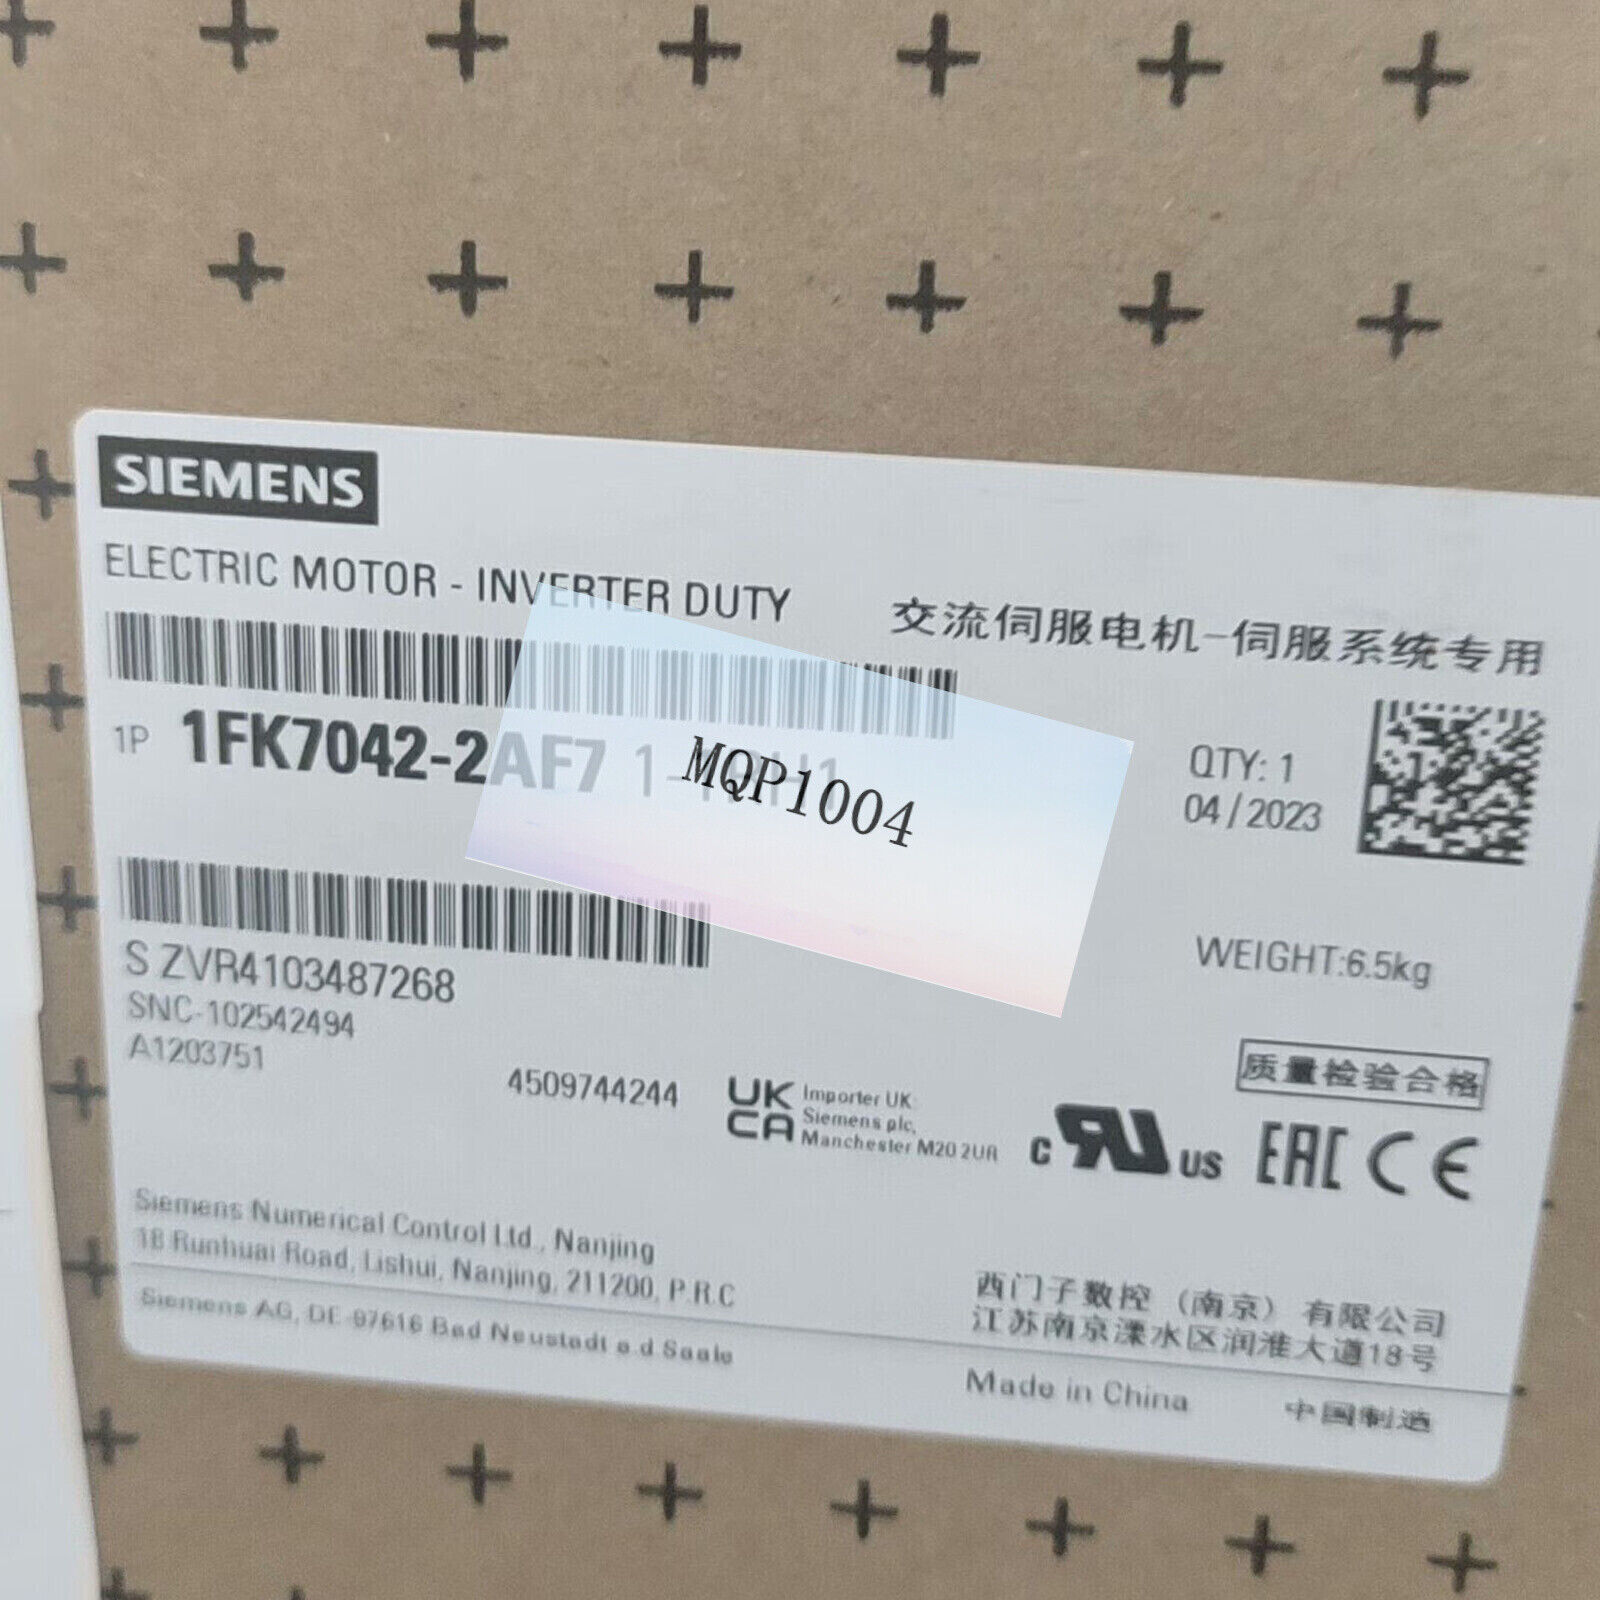 SIEMENS
ELECTRIC MOTOR - INVERTER DUTY
交流伺服电机-伺服系统专用
1P 1FK7042-2AF7
MQP1004
QTY: 1
04/2023
S ZVR4103487268
WEIGHT:6.5kg
SNC-102542494
A1203751
质量检验合格
4509744244
UK CA
Importer UK:
Siemens plc,
Manchester M20 2UR
c US
EAC CE
Siemens Numerical Control Ltd., Nanjing
18 Runhuai Road, Lishui, Nanjing, 211200, P.R.C
西门子数控（南京）有限公司
江苏南京溧水区润淮大道18号
Siemens AG, DE-97616 Bad Neustadt a.d Saale
Made in China
中国制造